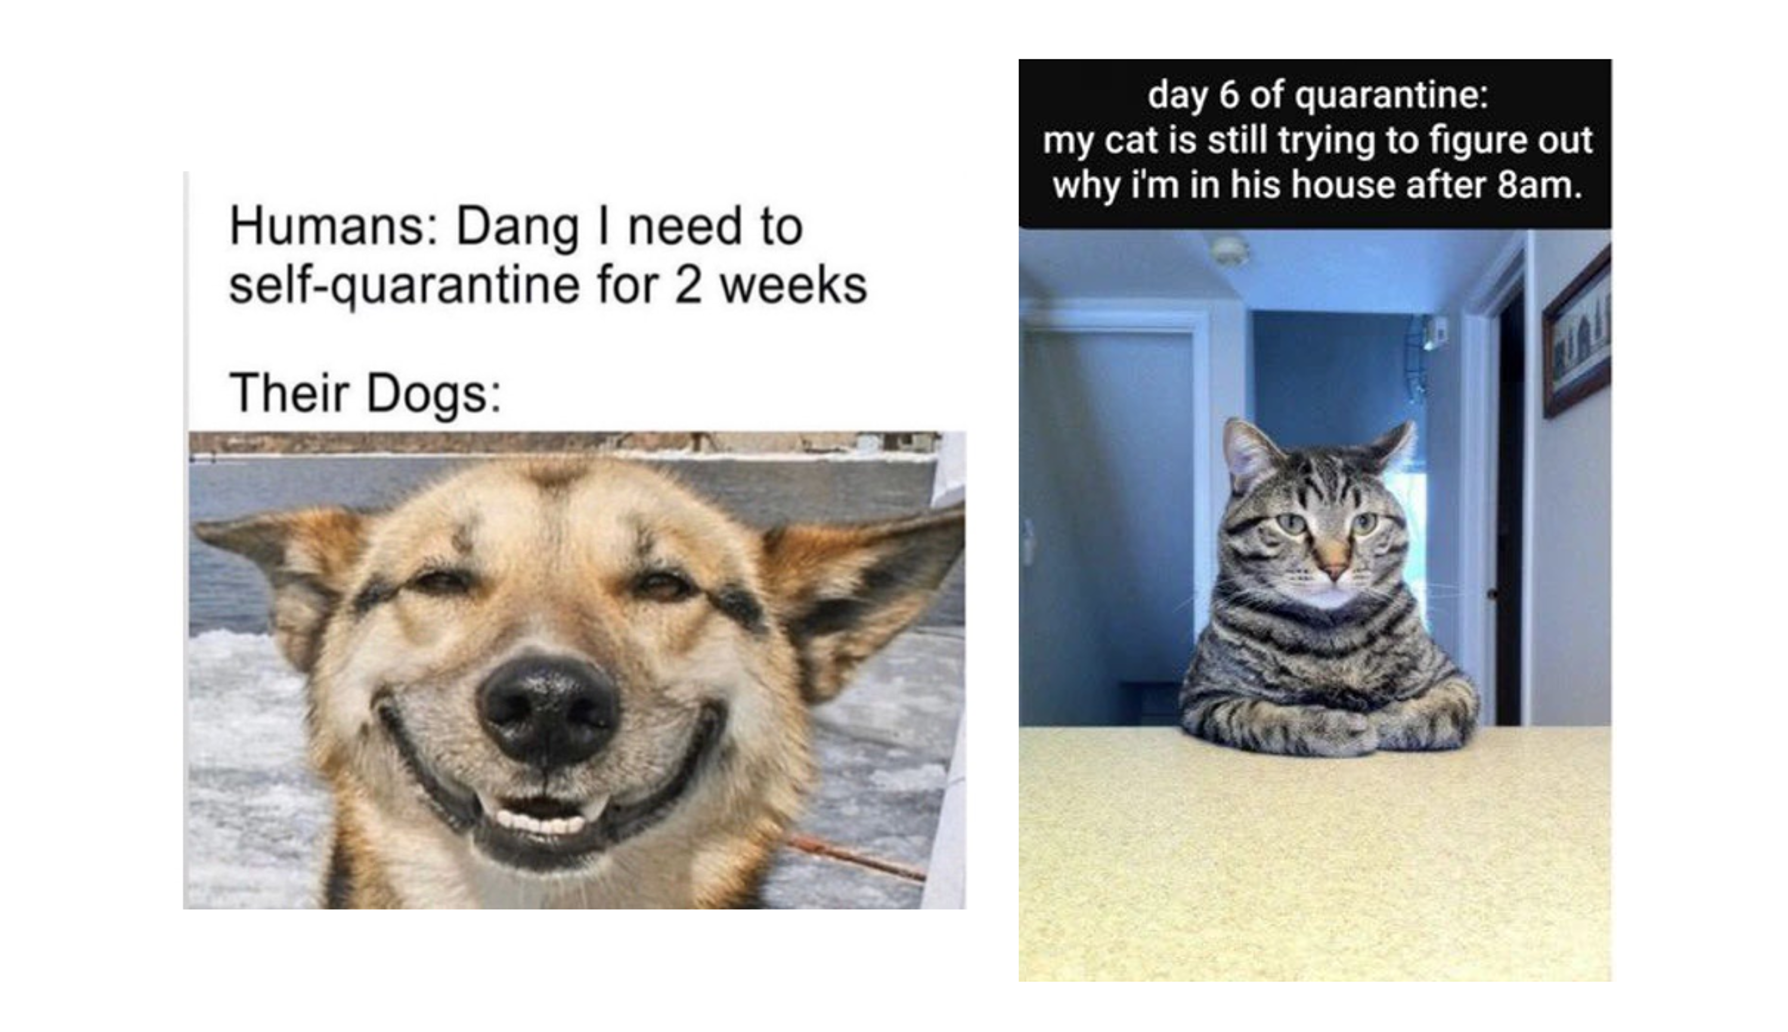 Humans: Dang I need to
self-quarantine for 2 weeks
Their Dogs:
day 6 of quarantine:
my cat is still trying to figure out
why i'm in his house after 8am.